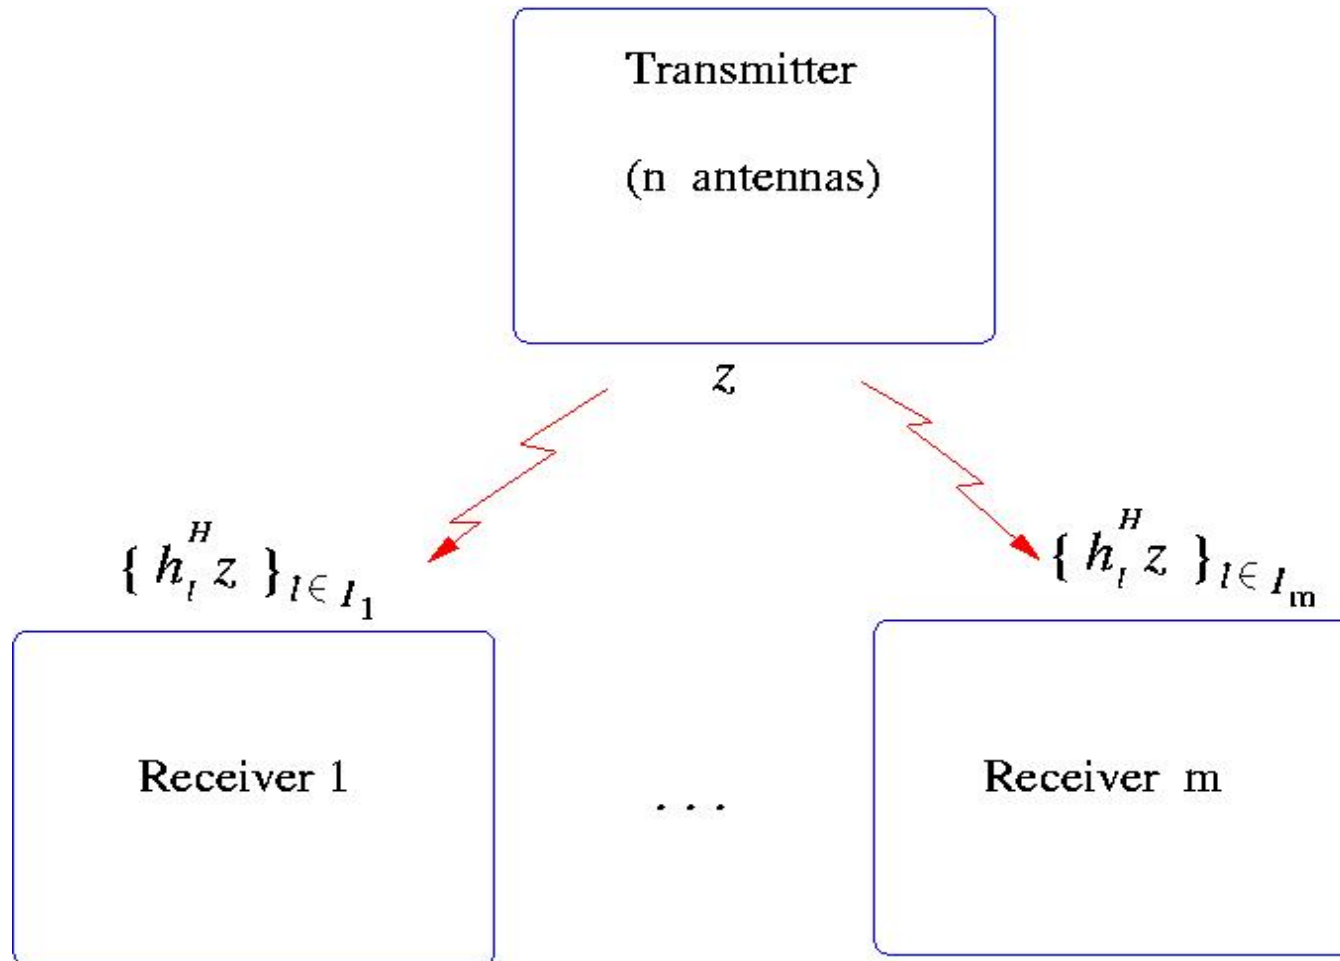 Transmitter
(n antennas)
z
{ h_l^H z }_{l ∈ I_1}
{ h_l^H z }_{l ∈ I_m}
Receiver 1
. . .
Receiver m